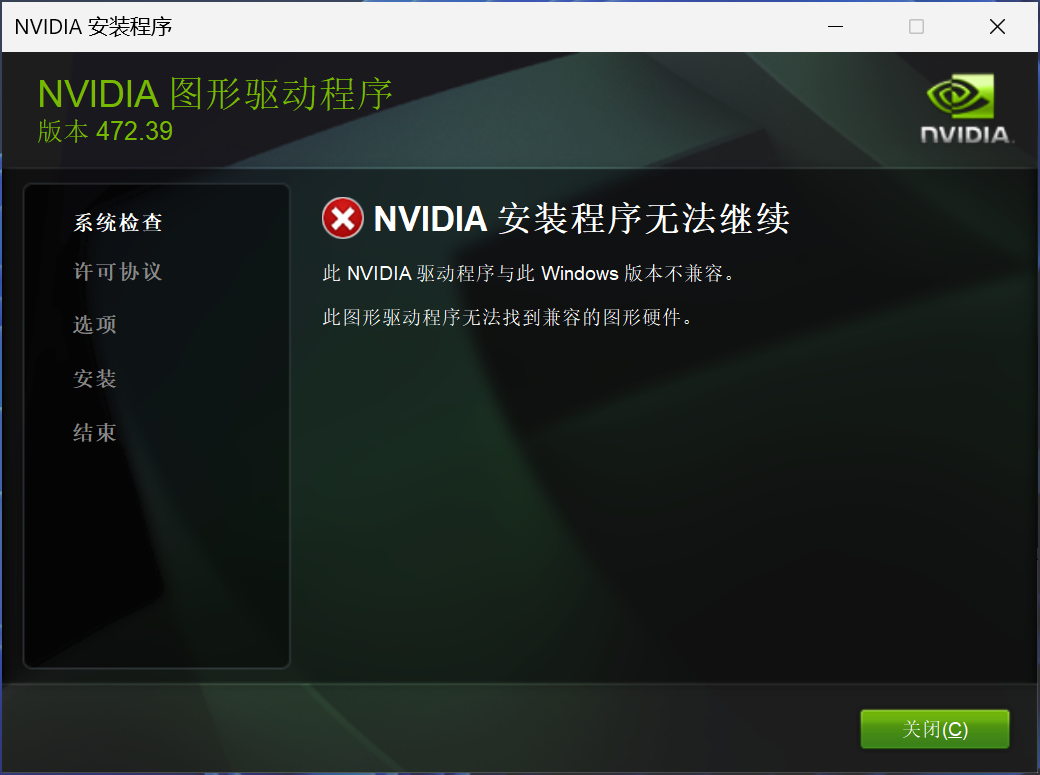 NVIDIA 安装程序
NVIDIA 图形驱动程序
版本 472.39
NVIDIA.
系统检查
许可协议
选项
安装
结束
NVIDIA 安装程序无法继续
此 NVIDIA 驱动程序与此 Windows 版本不兼容。
此图形驱动程序无法找到兼容的图形硬件。
关闭(C)